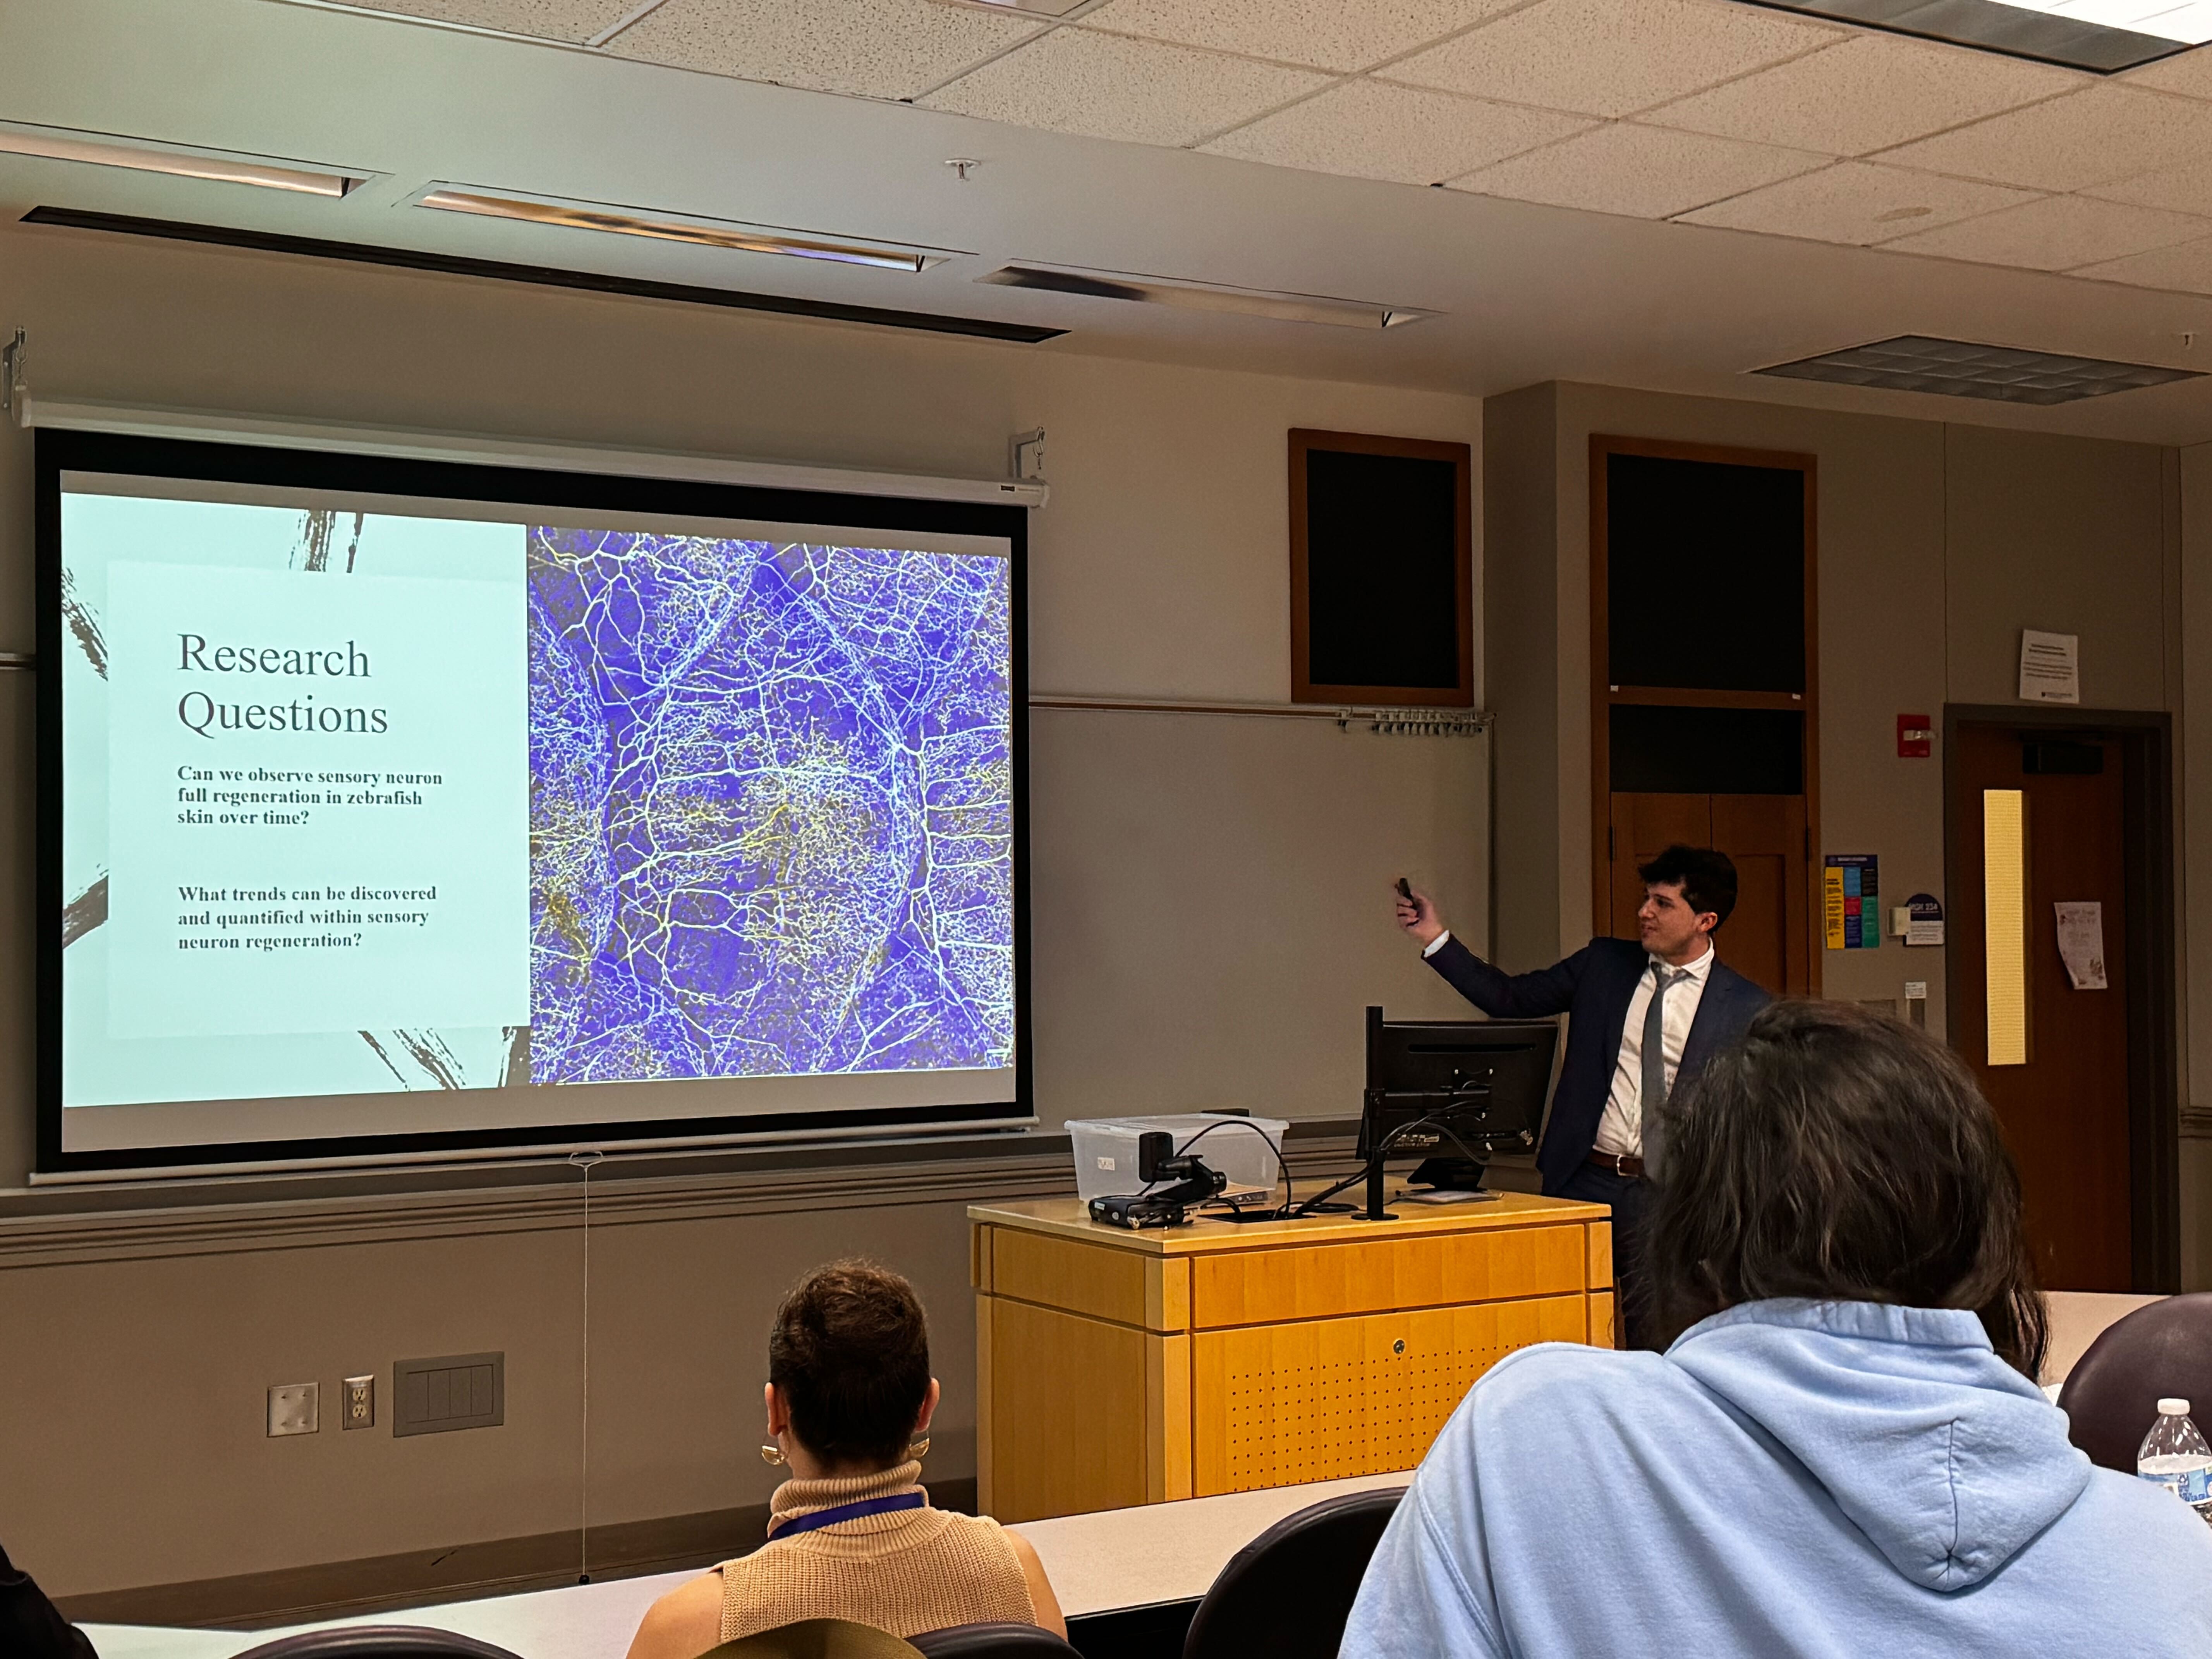 Research
Questions
Can we observe sensory neuron
full regeneration in zebrafish
skin over time?
What trends can be discovered
and quantified within sensory
neuron regeneration?